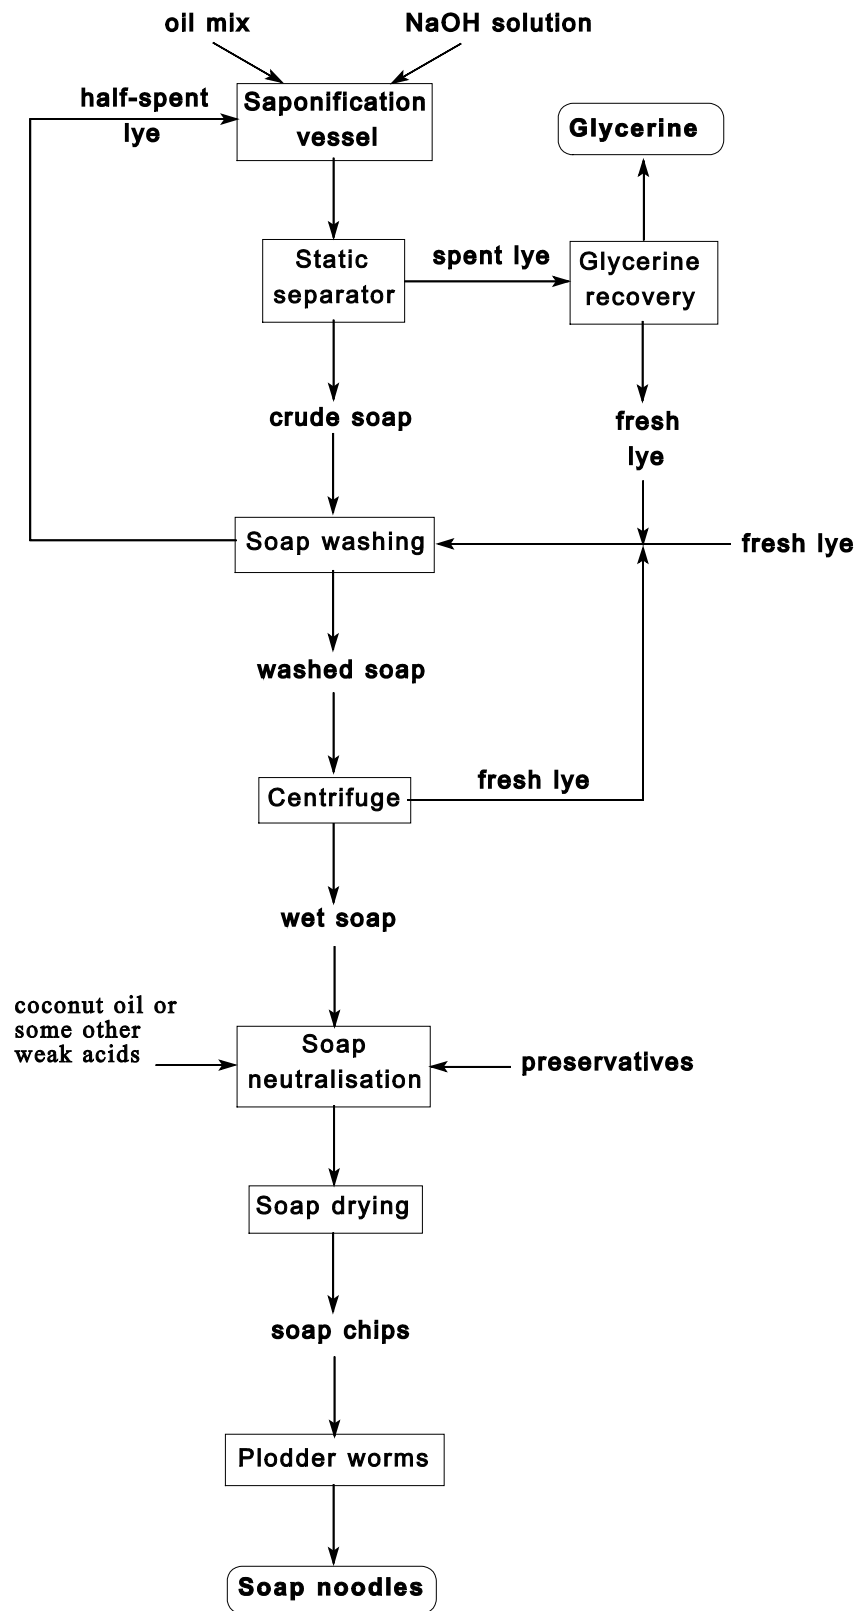 oil mix
NaOH solution
half-spent
lye
Saponification
vessel
Glycerine
Static
separator
spent lye
Glycerine
recovery
crude soap
fresh
lye
Soap washing
fresh lye
washed soap
Centrifuge
fresh lye
wet soap
coconut oil or
some other
weak acids
Soap
neutralisation
preservatives
Soap drying
soap chips
Plodder worms
Soap noodles